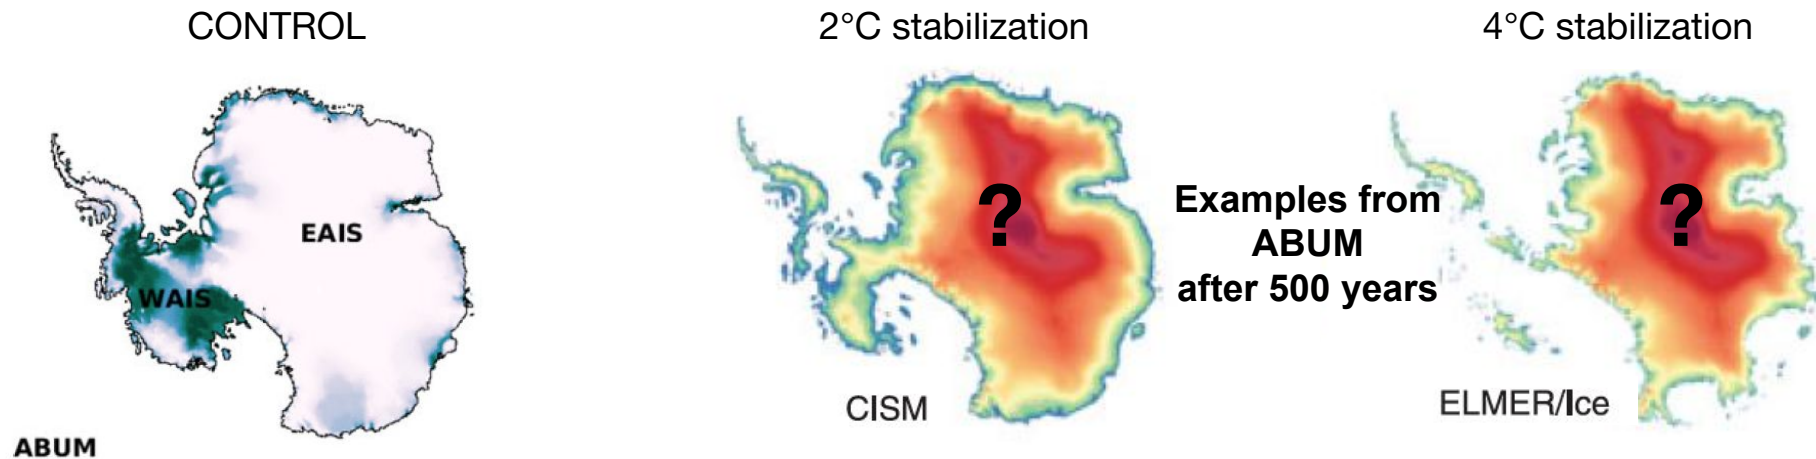 CONTROL
2°C stabilization
4°C stabilization
EAIS
WAIS
ABUM
?
CISM
Examples from
ABUM
after 500 years
?
ELMER/Ice